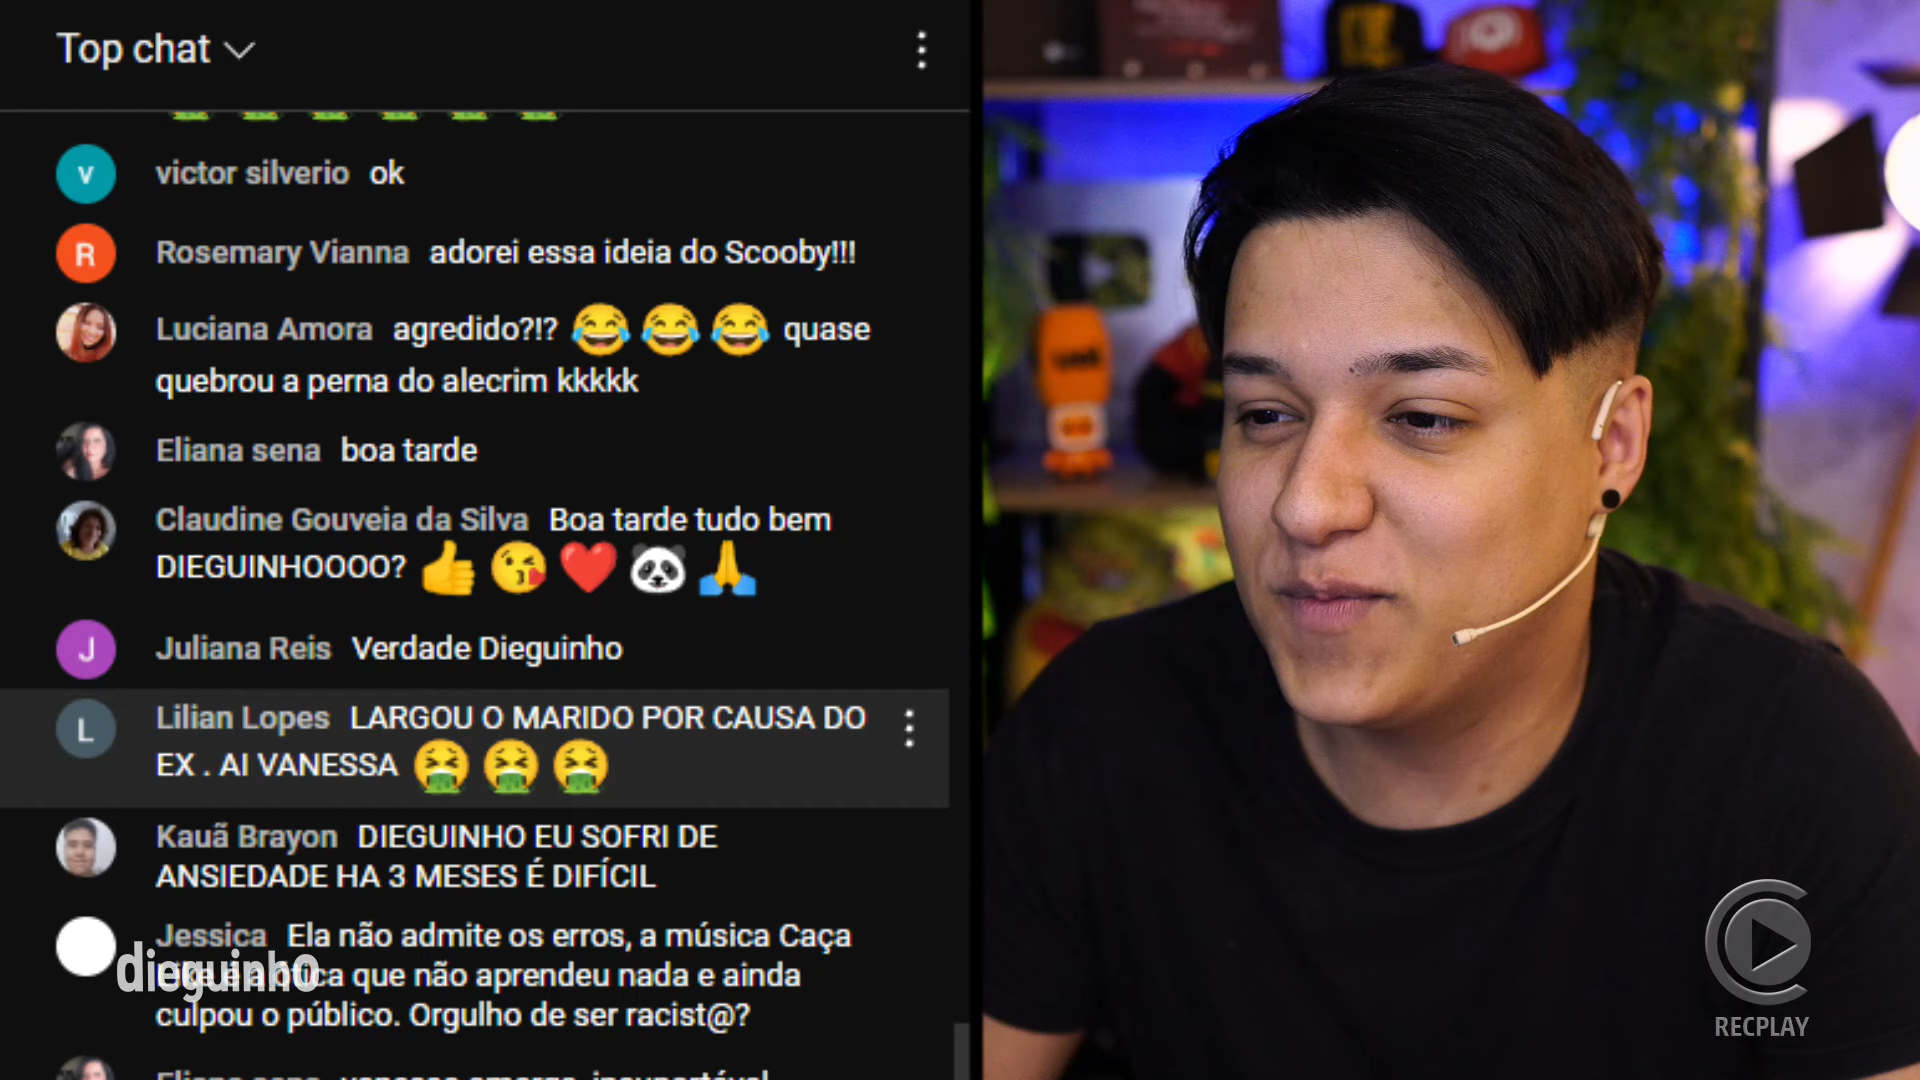 Top chat
victor silverio ok
Rosemary Vianna adorei essa ideia do Scooby!!!
Luciana Amora agredido?!? 😂😂😂 quase
quebrou a perna do alecrim kkkkk
Eliana sena boa tarde
Claudine Gouveia da Silva Boa tarde tudo bem
DIEGUINHOOOO? 👍😘❤️🐼🙏
Juliana Reis Verdade Dieguinho
Lilian Lopes LARGOU O MARIDO POR CAUSA DO
EX . AI VANESSA 🤮🤮🤮
Kauã Brayon DIEGUINHO EU SOFRI DE
ANSIEDADE HA 3 MESES É DIFÍCIL
Jessica Ela não admite os erros, a música Caça
que não aprendeu nada e ainda
culpou o público. Orgulho de ser racist@?
dieguinho
RECPLAY